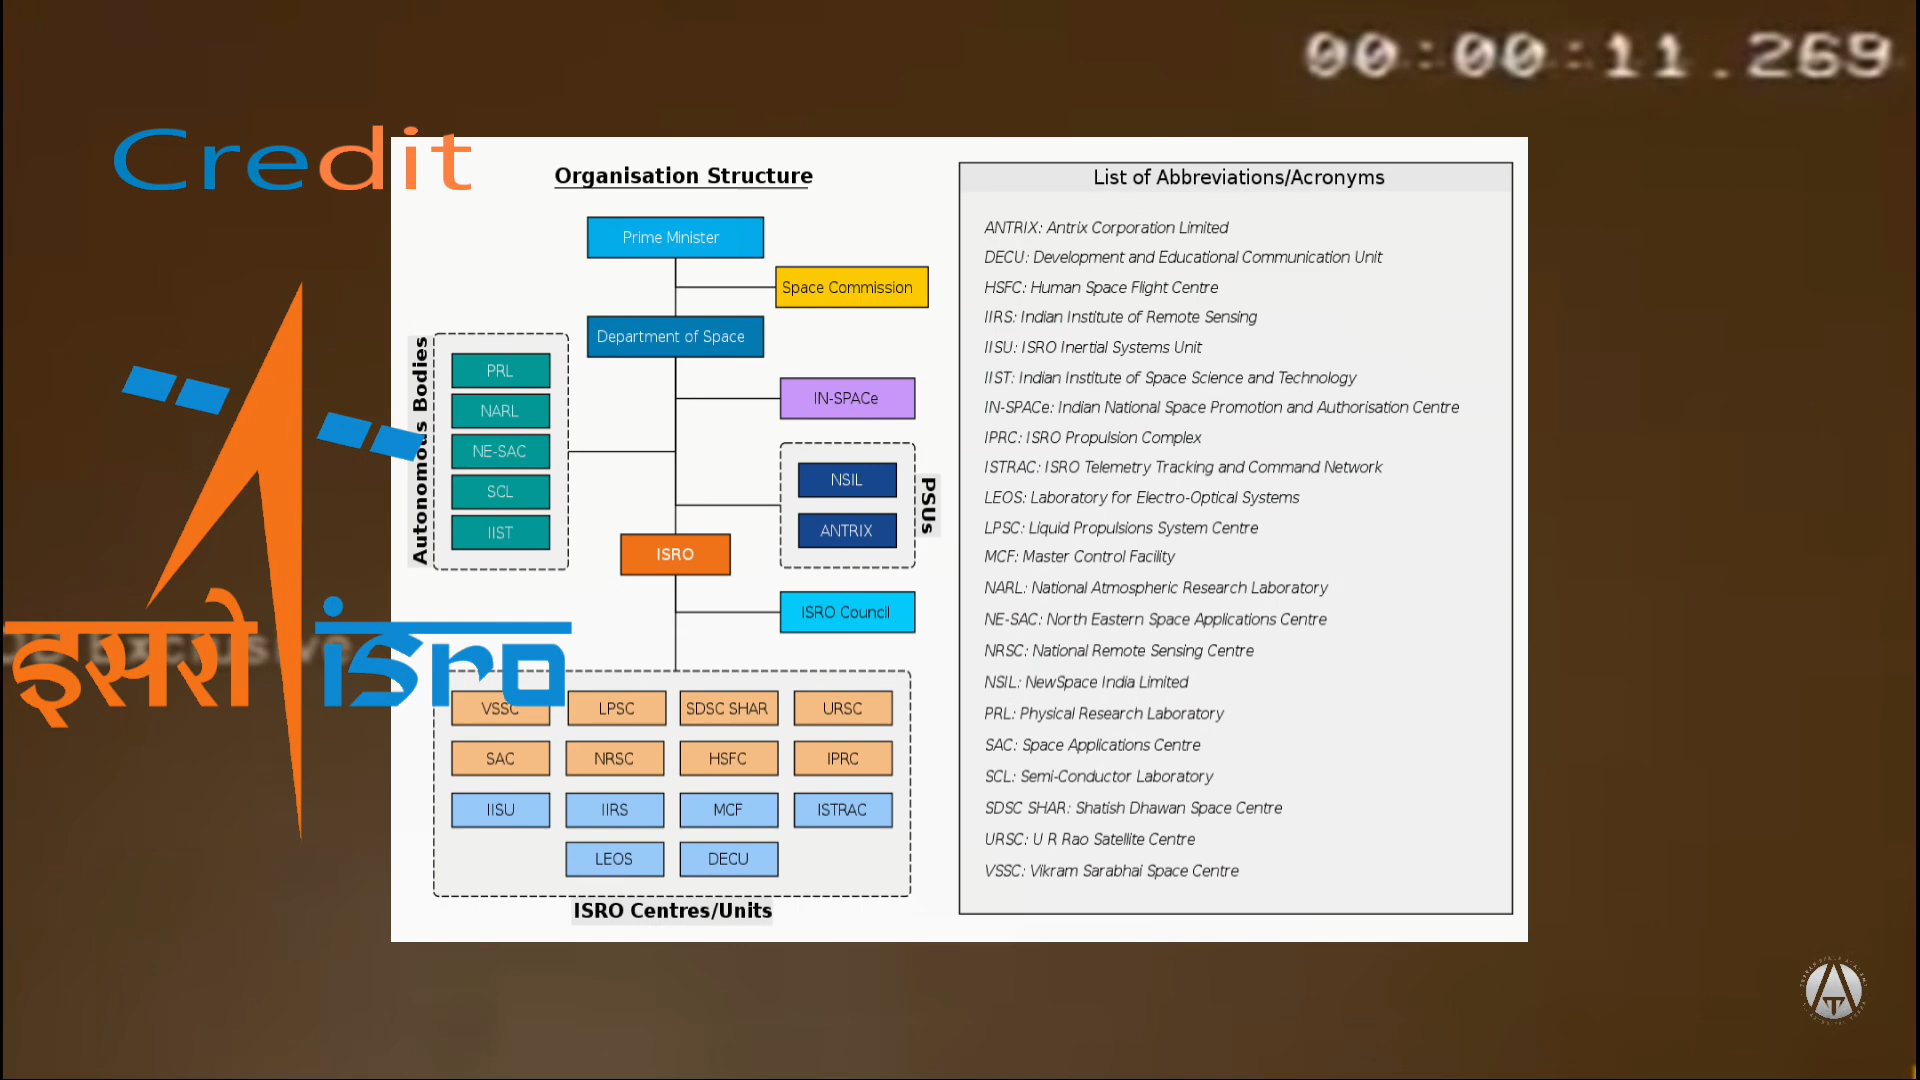 00:00:11.269
Credit
Organisation Structure
Prime Minister
Space Commission
Department of Space
Autonomous Bodies
PRL
NARL
NE-SAC
SCL
IIST
IN-SPACe
NSIL
ANTRIX
PSUs
ISRO
ISRO Council
इसरो isro
VSSC LPSC SDSC SHAR URSC
SAC NRSC HSFC IPRC
IISU IIRS MCF ISTRAC
LEOS DECU
ISRO Centres/Units
List of Abbreviations/Acronyms
ANTRIX: Antrix Corporation Limited
DECU: Development and Educational Communication Unit
HSFC: Human Space Flight Centre
IIRS: Indian Institute of Remote Sensing
IISU: ISRO Inertial Systems Unit
IIST: Indian Institute of Space Science and Technology
IN-SPACe: Indian National Space Promotion and Authorisation Centre
IPRC: ISRO Propulsion Complex
ISTRAC: ISRO Telemetry Tracking and Command Network
LEOS: Laboratory for Electro-Optical Systems
LPSC: Liquid Propulsions System Centre
MCF: Master Control Facility
NARL: National Atmospheric Research Laboratory
NE-SAC: North Eastern Space Applications Centre
NRSC: National Remote Sensing Centre
NSIL: NewSpace India Limited
PRL: Physical Research Laboratory
SAC: Space Applications Centre
SCL: Semi-Conductor Laboratory
SDSC SHAR: Shatish Dhawan Space Centre
URSC: U R Rao Satellite Centre
VSSC: Vikram Sarabhai Space Centre